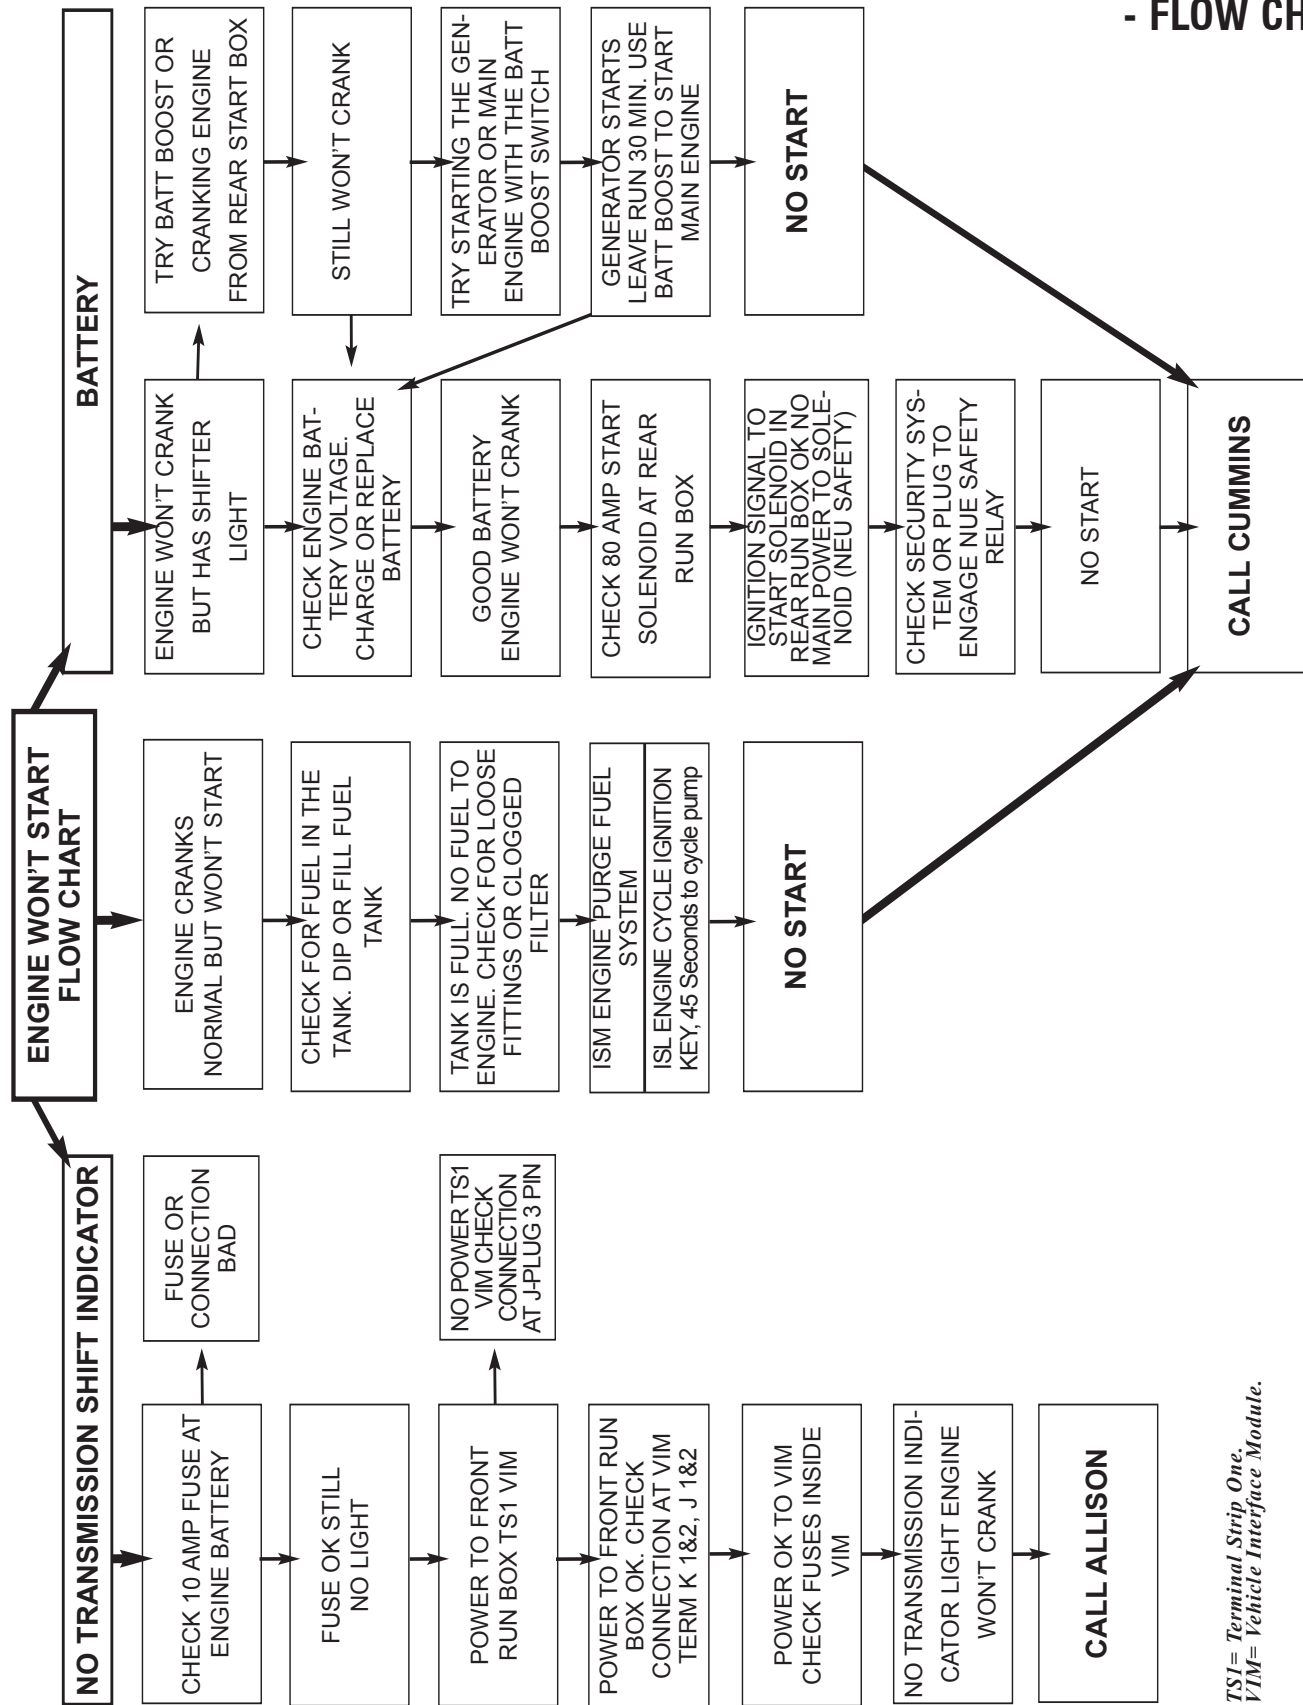 - FLOW CH
ENGINE WON'T START
FLOW CHART
NO TRANSMISSION SHIFT INDICATOR
CHECK 10 AMP FUSE AT
ENGINE BATTERY
FUSE OR
CONNECTION
BAD
FUSE OK STILL
NO LIGHT
POWER TO FRONT
RUN BOX TS1 VIM
NO POWER TS1
VIM CHECK
CONNECTION
AT J-PLUG 3 PIN
POWER TO FRONT RUN
BOX OK. CHECK
CONNECTION AT VIM
TERM K 1&2, J 1&2
POWER OK TO VIM
CHECK FUSES INSIDE
VIM
NO TRANSMISSION INDI-
CATOR LIGHT ENGINE
WON'T CRANK
CALL ALLISON
ENGINE CRANKS
NORMAL BUT WON'T START
CHECK FOR FUEL IN THE
TANK. DIP OR FILL FUEL
TANK
TANK IS FULL. NO FUEL TO
ENGINE. CHECK FOR LOOSE
FITTINGS OR CLOGGED
FILTER
ISM ENGINE PURGE FUEL
SYSTEM
ISL ENGINE CYCLE IGNITION
KEY, 45 Seconds to cycle pump
NO START
BATTERY
ENGINE WON'T CRANK
BUT HAS SHIFTER
LIGHT
CHECK ENGINE BAT-
TERY VOLTAGE.
CHARGE OR REPLACE
BATTERY
GOOD BATTERY
ENGINE WON'T CRANK
CHECK 80 AMP START
SOLENOID AT REAR
RUN BOX
IGNITION SIGNAL TO
START SOLENOID IN
REAR RUN BOX OK NO
MAIN POWER TO SOLE-
NOID (NEU SAFETY)
CHECK SECURITY SYS-
TEM OR PLUG TO
ENGAGE NUE SAFETY
RELAY
NO START
CALL CUMMINS
TRY BATT BOOST OR
CRANKING ENGINE
FROM REAR START BOX
STILL WON'T CRANK
TRY STARTING THE GEN-
ERATOR OR MAIN
ENGINE WITH THE BATT
BOOST SWITCH
GENERATOR STARTS
LEAVE RUN 30 MIN. USE
BATT BOOST TO START
MAIN ENGINE
NO START
TS1= Terminal Strip One.
VIM= Vehicle Interface Module.